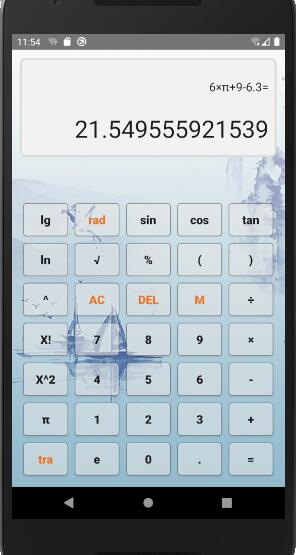 11:54
6×π+9-6.3=
21.549555921539
lg rad sin cos tan
ln √ % ( )
^ AC DEL M ÷
X! 7 8 9 ×
X^2 4 5 6 -
π 1 2 3 +
tra e 0 . =